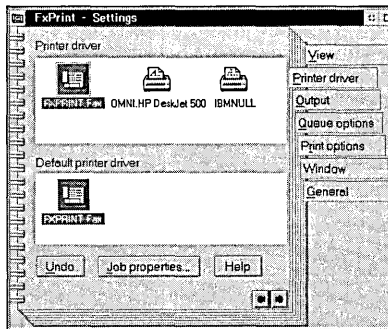 FxPrint - Settings
Printer driver
FXPRINT.Fax
OMNI.HP DeskJet 500
IBMNULL
Default printer driver
FXPRINT.Fax
Undo
Job properties...
Help
View
Printer driver
Output
Queue options
Print options
Window
General